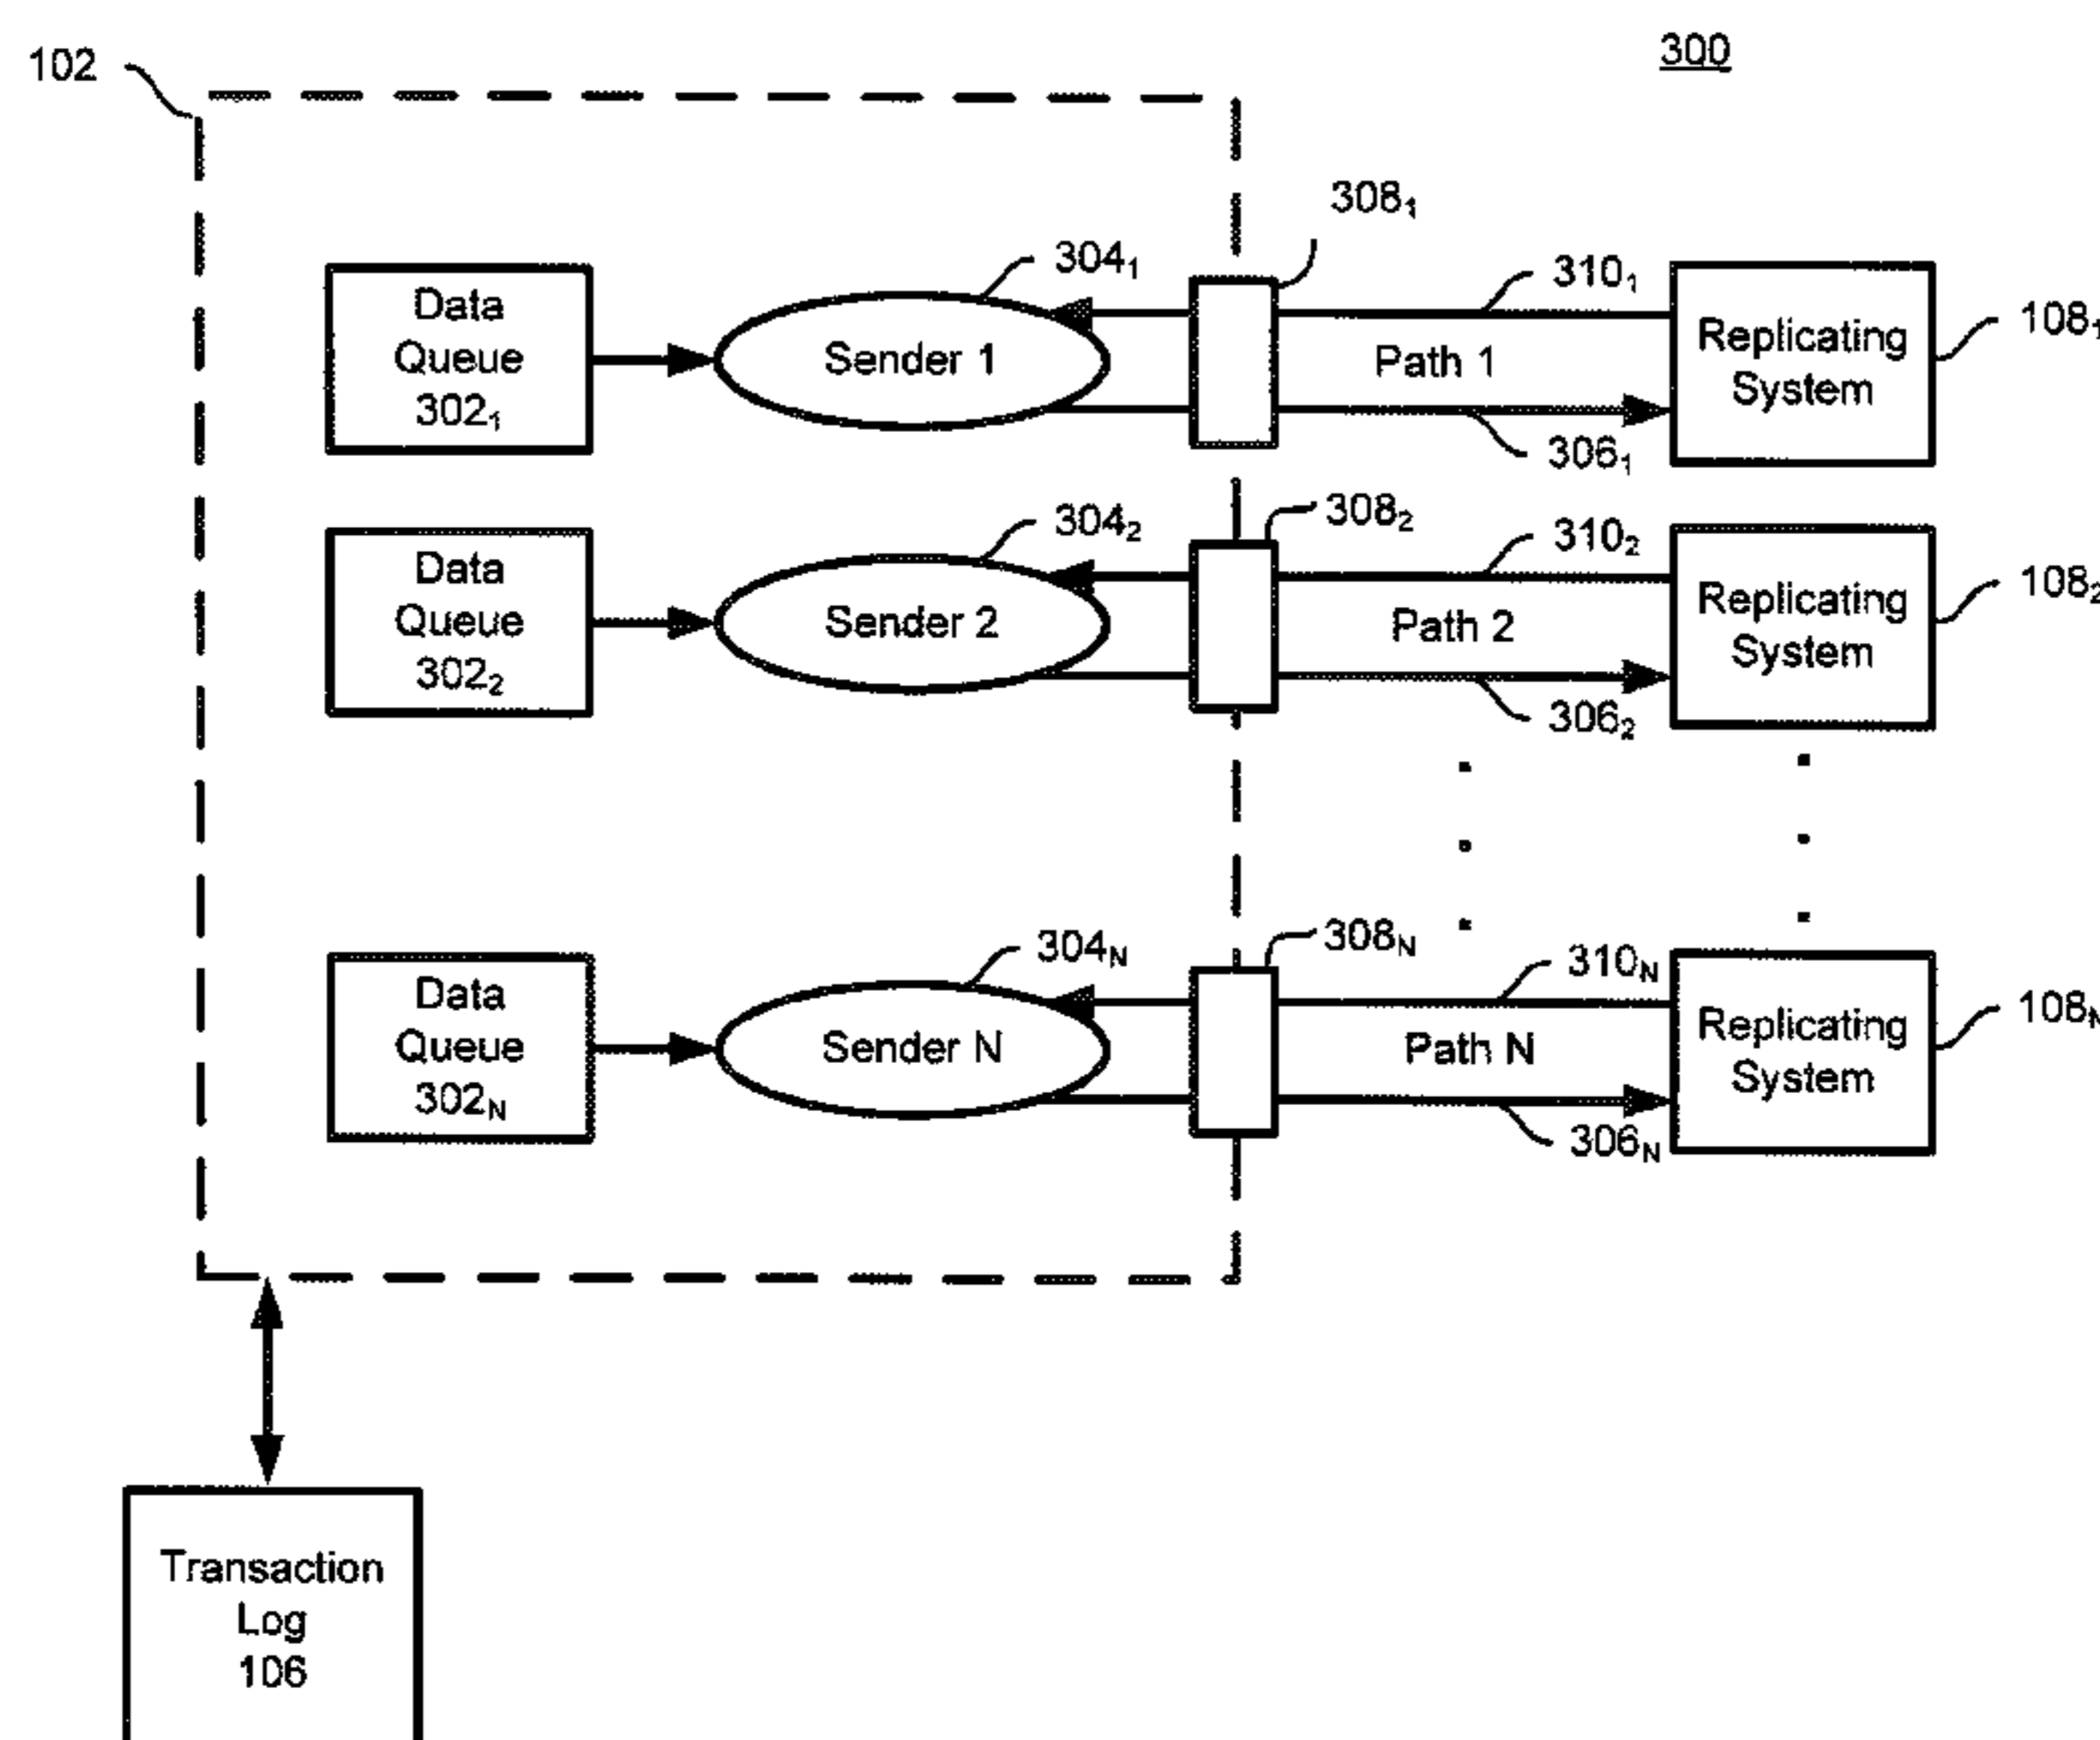 300
102
308₁
304₁
310₁
Data
Queue
302₁
Sender 1
Path 1
Replicating
System
108₁
306₁
304₂
308₂
310₂
Data
Queue
302₂
Sender 2
Path 2
Replicating
System
108₂
306₂
304N
308N
310N
Data
Queue
302N
Sender N
Path N
Replicating
System
108N
306N
Transaction
Log
106